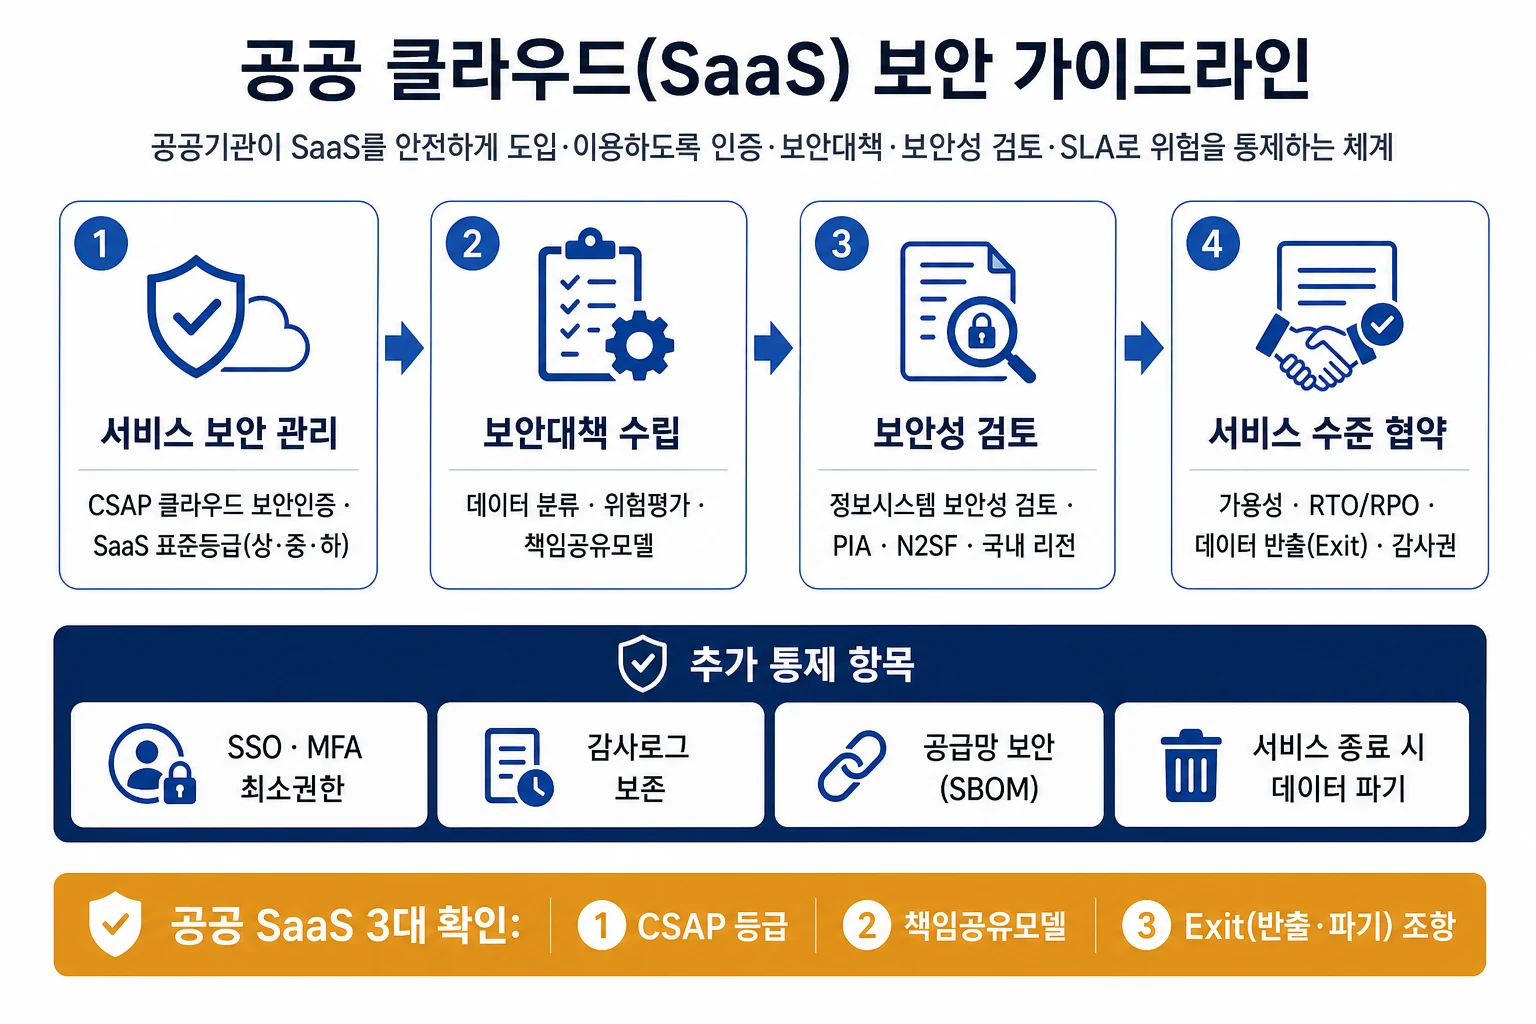 공공 클라우드(SaaS) 보안 가이드라인
공공기관이 SaaS를 안전하게 도입·이용하도록 인증·보안대책·보안성 검토·SLA로 위험을 통제하는 체계
1
서비스 보안 관리
CSAP 클라우드 보안인증 ·
SaaS 표준등급(상·중·하)
2
보안대책 수립
데이터 분류 · 위험평가 ·
책임공유모델
3
보안성 검토
정보시스템 보안성 검토 ·
PIA · N2SF · 국내 리전
4
서비스 수준 협약
가용성 · RTO/RPO ·
데이터 반출(Exit) · 감사권
추가 통제 항목
SSO · MFA
최소권한
감사로그
보존
공급망 보안
(SBOM)
서비스 종료 시
데이터 파기
공공 SaaS 3대 확인:
1 CSAP 등급
2 책임공유모델
3 Exit(반출·파기) 조항